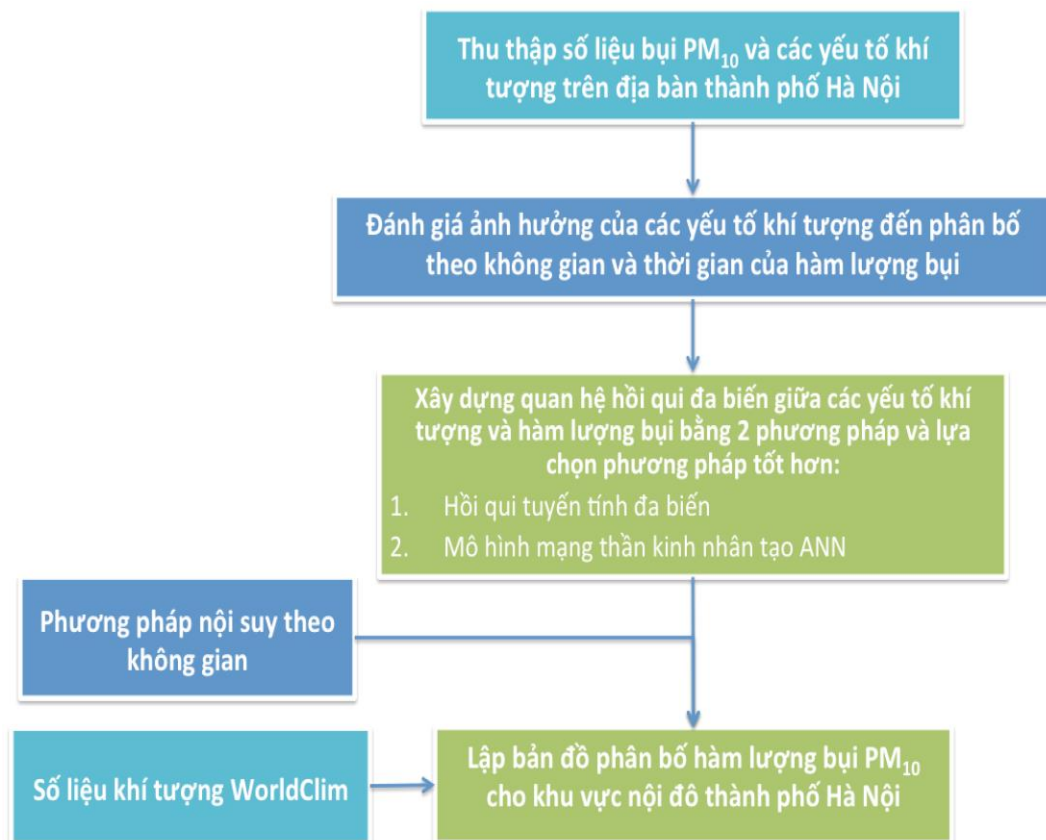 Thu thập số liệu bụi PM₁₀ và các yếu tố khí
tượng trên địa bàn thành phố Hà Nội
Đánh giá ảnh hưởng của các yếu tố khí tượng đến phân bố
theo không gian và thời gian của hàm lượng bụi
Xây dựng quan hệ hồi qui đa biến giữa các yếu tố khí
tượng và hàm lượng bụi bằng 2 phương pháp và lựa
chọn phương pháp tốt hơn:
1. Hồi qui tuyến tính đa biến
2. Mô hình mạng thần kinh nhân tạo ANN
Phương pháp nội suy theo
không gian
Số liệu khí tượng WorldClim
Lập bản đồ phân bố hàm lượng bụi PM₁₀
cho khu vực nội đô thành phố Hà Nội